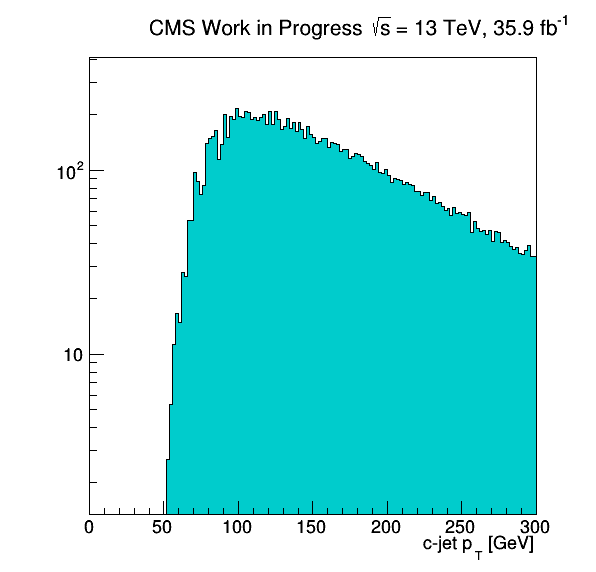 CMS Work in Progress √s = 13 TeV, 35.9 fb⁻¹
10²
10
0 50 100 150 200 250 300
c-jet p_T [GeV]